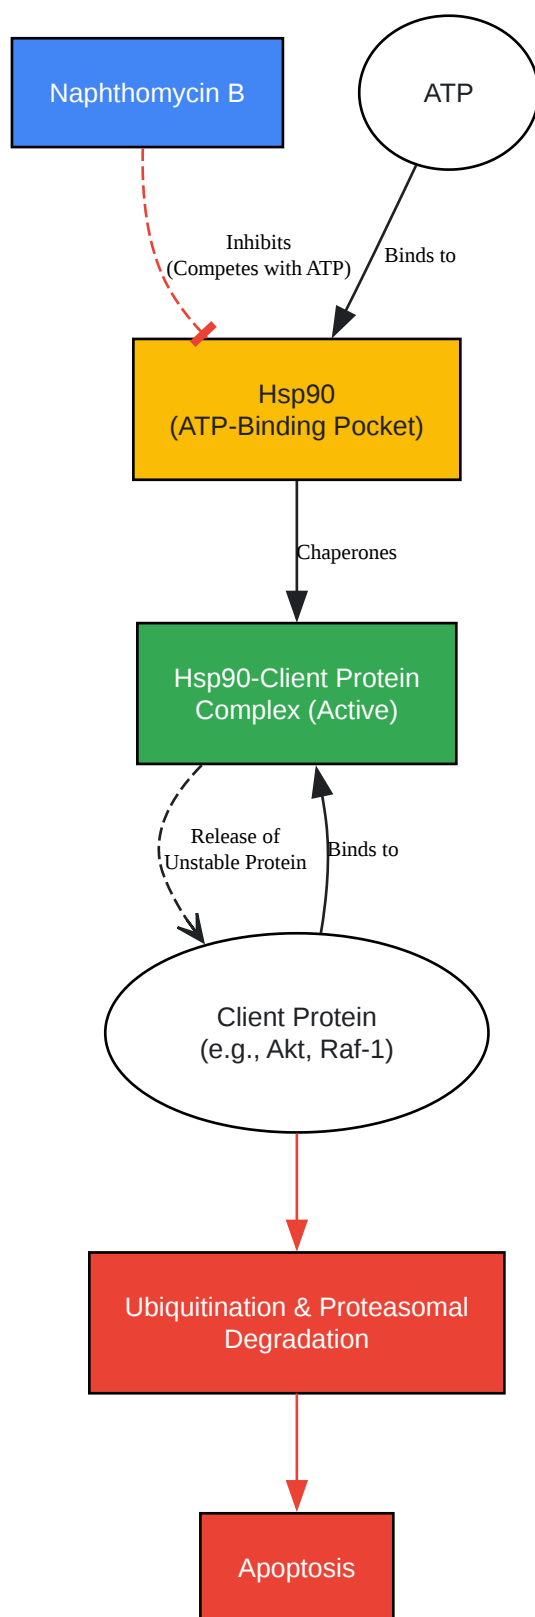 Naphthomycin B
ATP
Inhibits
(Competes with ATP)
Binds to
Hsp90
(ATP-Binding Pocket)
Chaperones
Hsp90-Client Protein
Complex (Active)
Release of
Unstable Protein
Binds to
Client Protein
(e.g., Akt, Raf-1)
Ubiquitination & Proteasomal
Degradation
Apoptosis